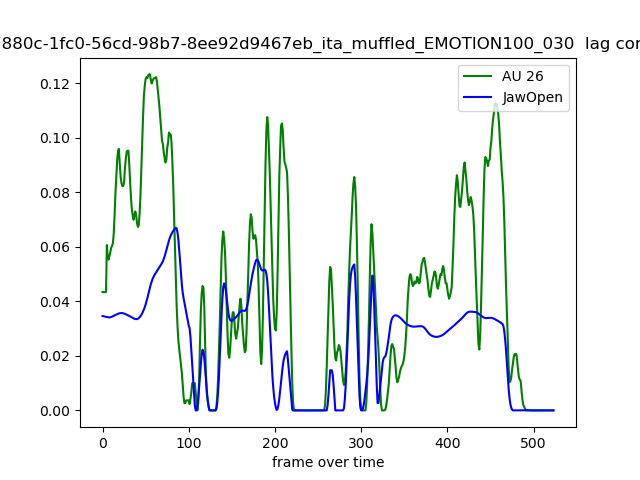 7880c-1fc0-56cd-98b7-8ee92d9467eb_ita_muffled_EMOTION100_030 lag cor
AU 26
JawOpen
0.12
0.10
0.08
0.06
0.04
0.02
0.00
0 100 200 300 400 500
frame over time